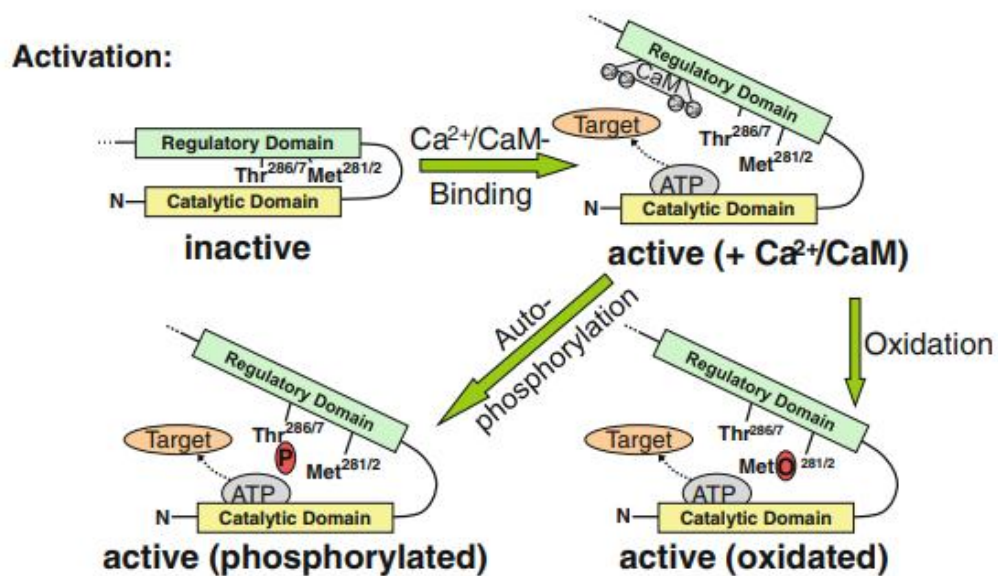 Activation:
Regulatory Domain
Thr286/7 Met281/2
N
Catalytic Domain
inactive
Ca2+/CaM-
Binding
Regulatory Domain
CaM
Target
Thr286/7
Met281/2
ATP
N
Catalytic Domain
active (+ Ca2+/CaM)
Auto-
phosphorylation
Oxidation
Regulatory Domain
Target
Thr286/7
P
Met281/2
ATP
N
Catalytic Domain
active (phosphorylated)
Regulatory Domain
Target
Thr286/7
Met O 281/2
ATP
N
Catalytic Domain
active (oxidated)